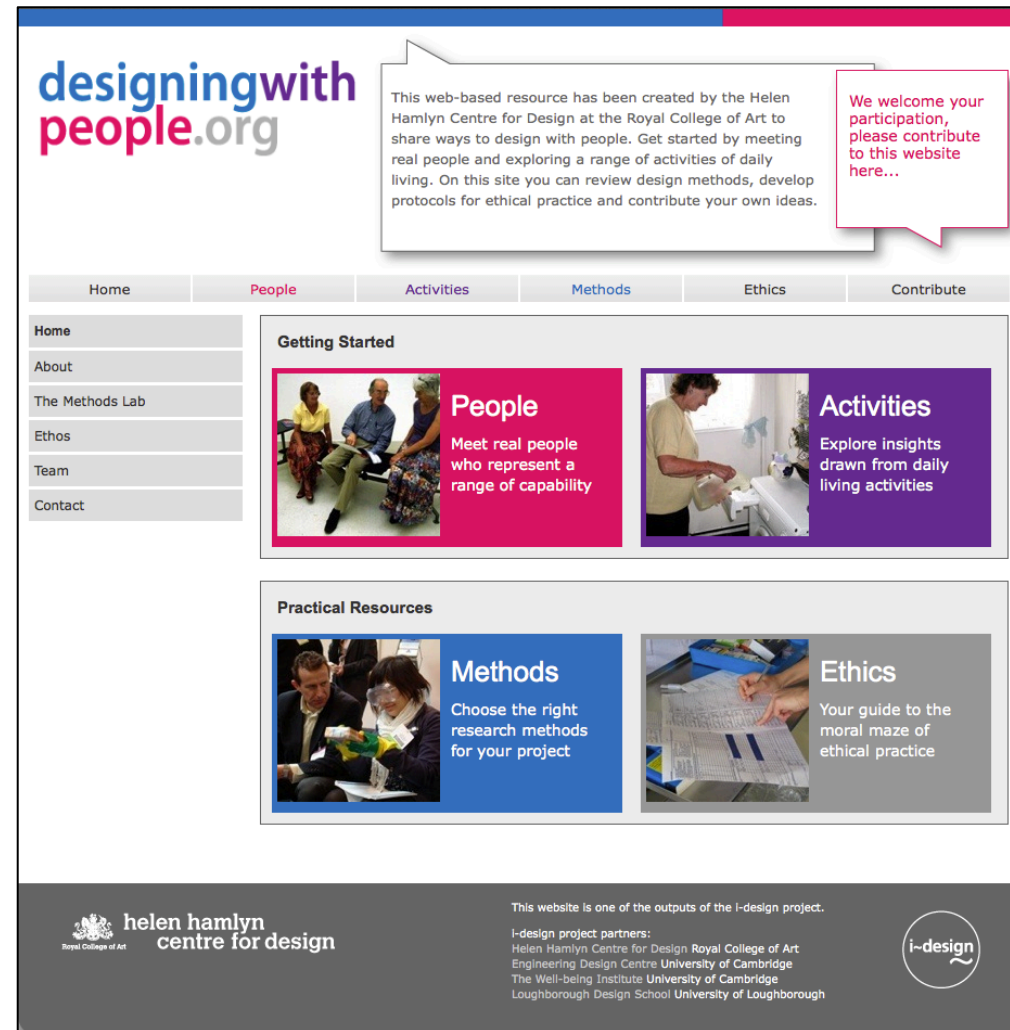 designingwith
people.org
This web-based resource has been created by the Helen
Hamlyn Centre for Design at the Royal College of Art to
share ways to design with people. Get started by meeting
real people and exploring a range of activities of daily
living. On this site you can review design methods, develop
protocols for ethical practice and contribute your own ideas.
We welcome your
participation,
please contribute
to this website
here...
Home People Activities Methods Ethics Contribute
Home
About
The Methods Lab
Ethos
Team
Contact
Getting Started
People
Meet real people
who represent a
range of capability
Activities
Explore insights
drawn from daily
living activities
Practical Resources
Methods
Choose the right
research methods
for your project
Ethics
Your guide to the
moral maze of
ethical practice
Royal College of Art
helen hamlyn
centre for design
This website is one of the outputs of the i-design project.
i-design project partners:
Helen Hamlyn Centre for Design Royal College of Art
Engineering Design Centre University of Cambridge
The Well-being Institute University of Cambridge
Loughborough Design School University of Loughborough
i~design